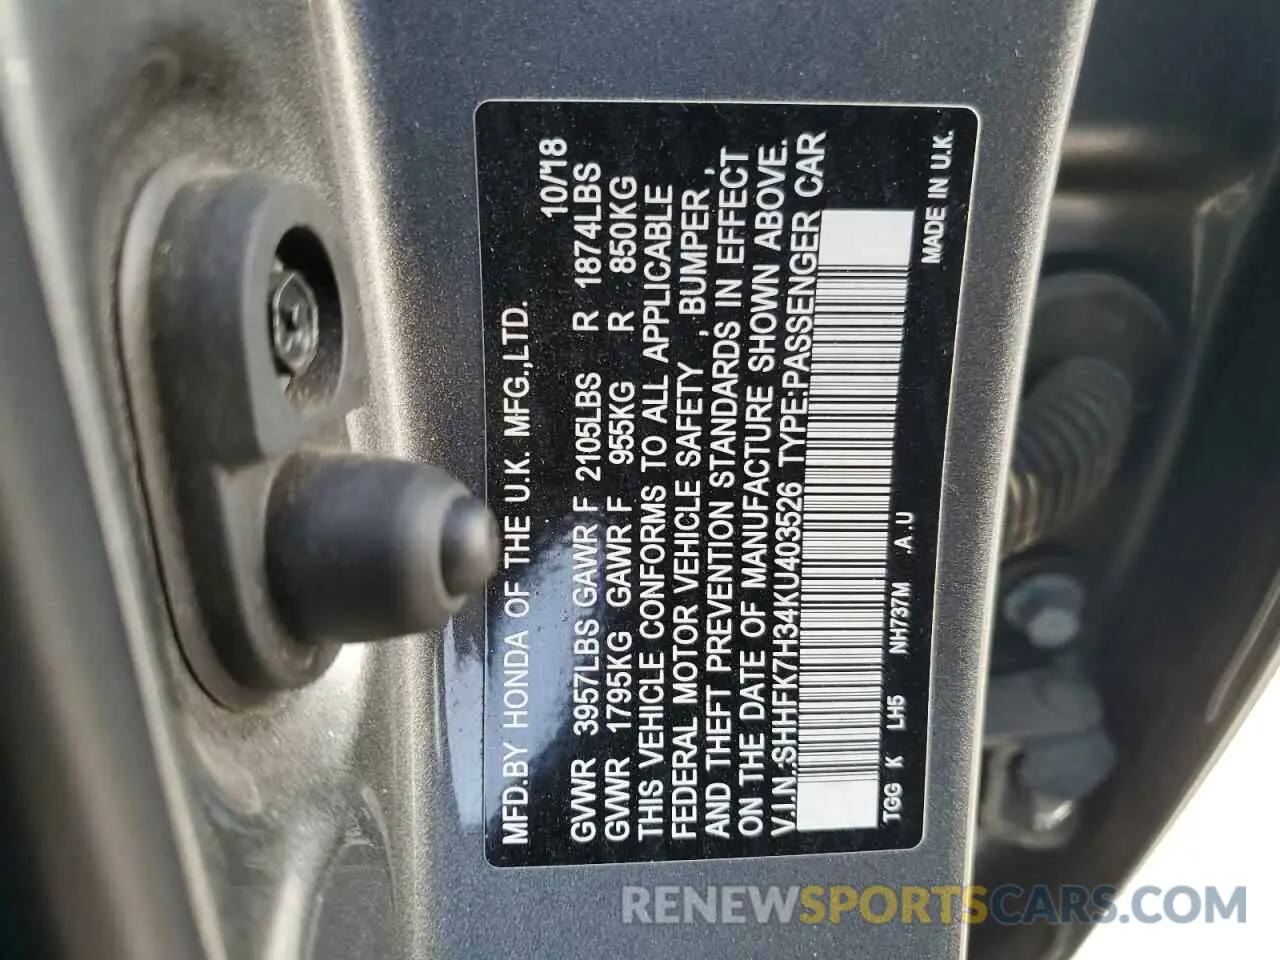 MFD.BY HONDA OF THE U.K. MFG.,LTD. 10/18
GVWR 3957LBS GAWR F 2105LBS R 1874LBS
GVWR 1795KG GAWR F 955KG R 850KG
THIS VEHICLE CONFORMS TO ALL APPLICABLE
FEDERAL MOTOR VEHICLE SAFETY , BUMPER ,
AND THEFT PREVENTION STANDARDS IN EFFECT
ON THE DATE OF MANUFACTURE SHOWN ABOVE.
V.I.N.:SHHFK7H34KU403526 TYPE:PASSENGER CAR
TGG K LH5 NH737M A.U MADE IN U.K.
RENEWSPORTSCARS.COM